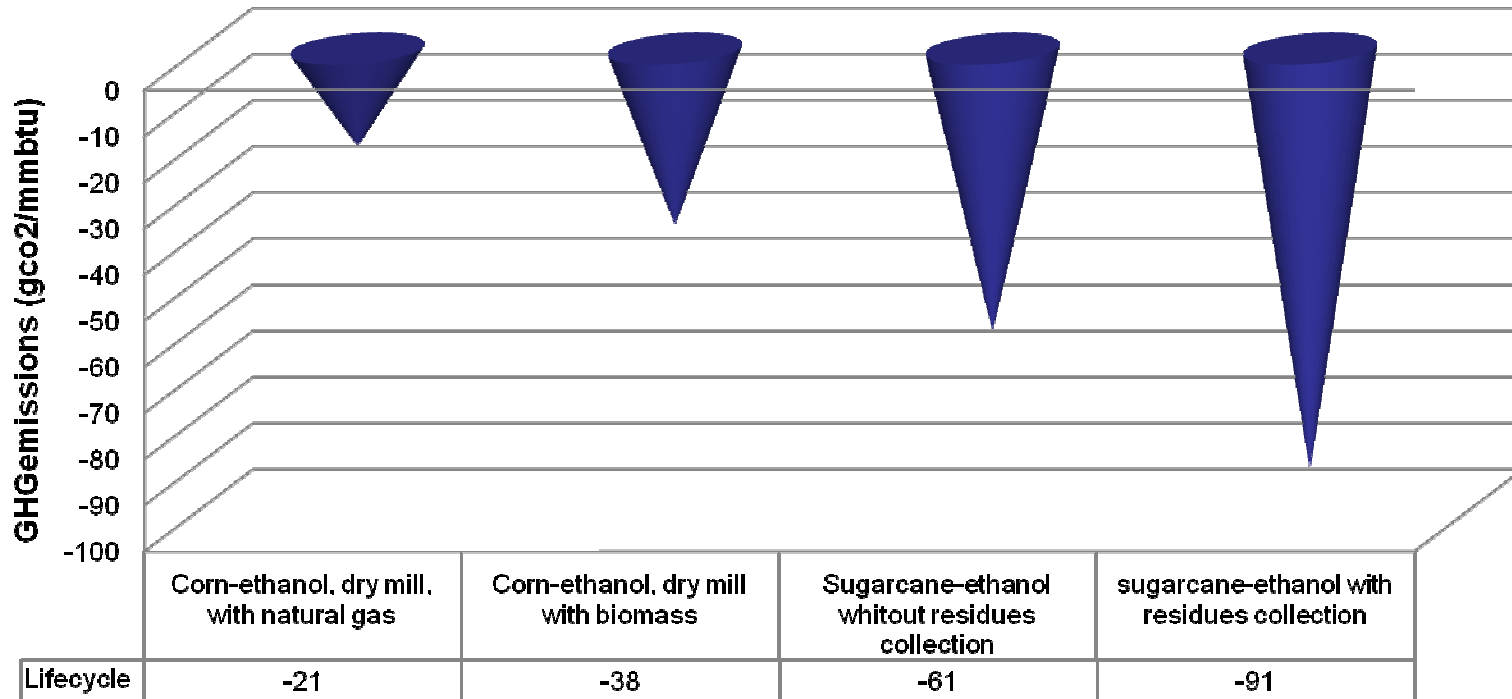 GHGemissions (gco2/mmbtu)
0
-10
-20
-30
-40
-50
-60
-70
-80
-90
-100
Corn-ethanol, dry mill,
with natural gas
Corn-ethanol, dry mill
with biomass
Sugarcane-ethanol
whitout residues
collection
sugarcane-ethanol with
residues collection
Lifecycle -21 -38 -61 -91